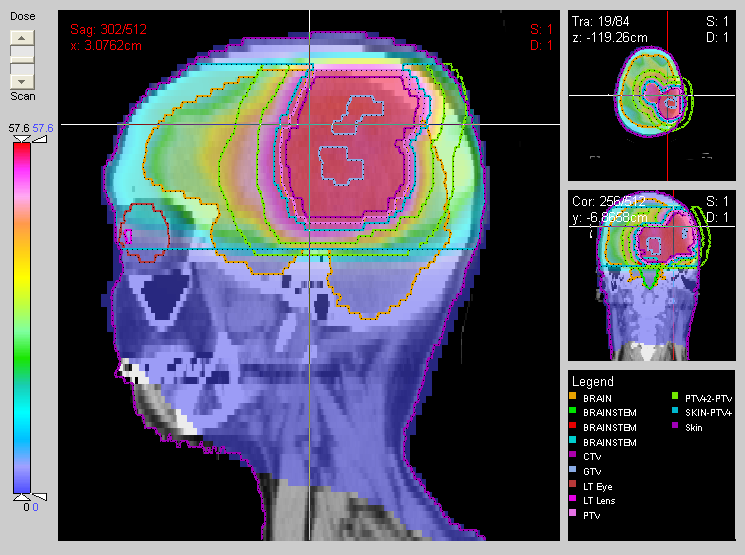 Dose
Scan
57.6 57.6
0 0
Sag: 302/512
x: 3.0762cm
S: 1
D: 1
Tra: 19/84
z: -119.26cm
S: 1
D: 1
Cor: 256/512
y: -6.8658cm
S: 1
D: 1
Legend
BRAIN
BRAINSTEM
BRAINSTEM
BRAINSTEM
CTV
GTV
LT Eye
LT Lens
PTV
PTV+2-PTV
SKIN-PTV+
Skin